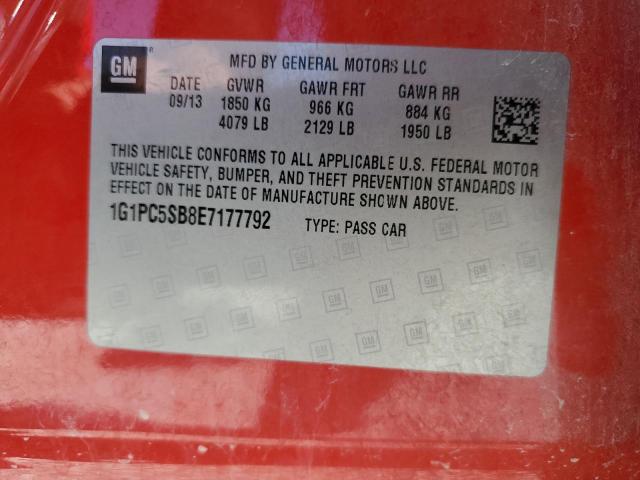 GM
MFD BY GENERAL MOTORS LLC
DATE GVWR GAWR FRT GAWR RR
09/13 1850 KG 966 KG 884 KG
4079 LB 2129 LB 1950 LB
THIS VEHICLE CONFORMS TO ALL APPLICABLE U.S. FEDERAL MOTOR
VEHICLE SAFETY, BUMPER, AND THEFT PREVENTION STANDARDS IN
EFFECT ON THE DATE OF MANUFACTURE SHOWN ABOVE.
1G1PC5SB8E7177792 TYPE: PASS CAR